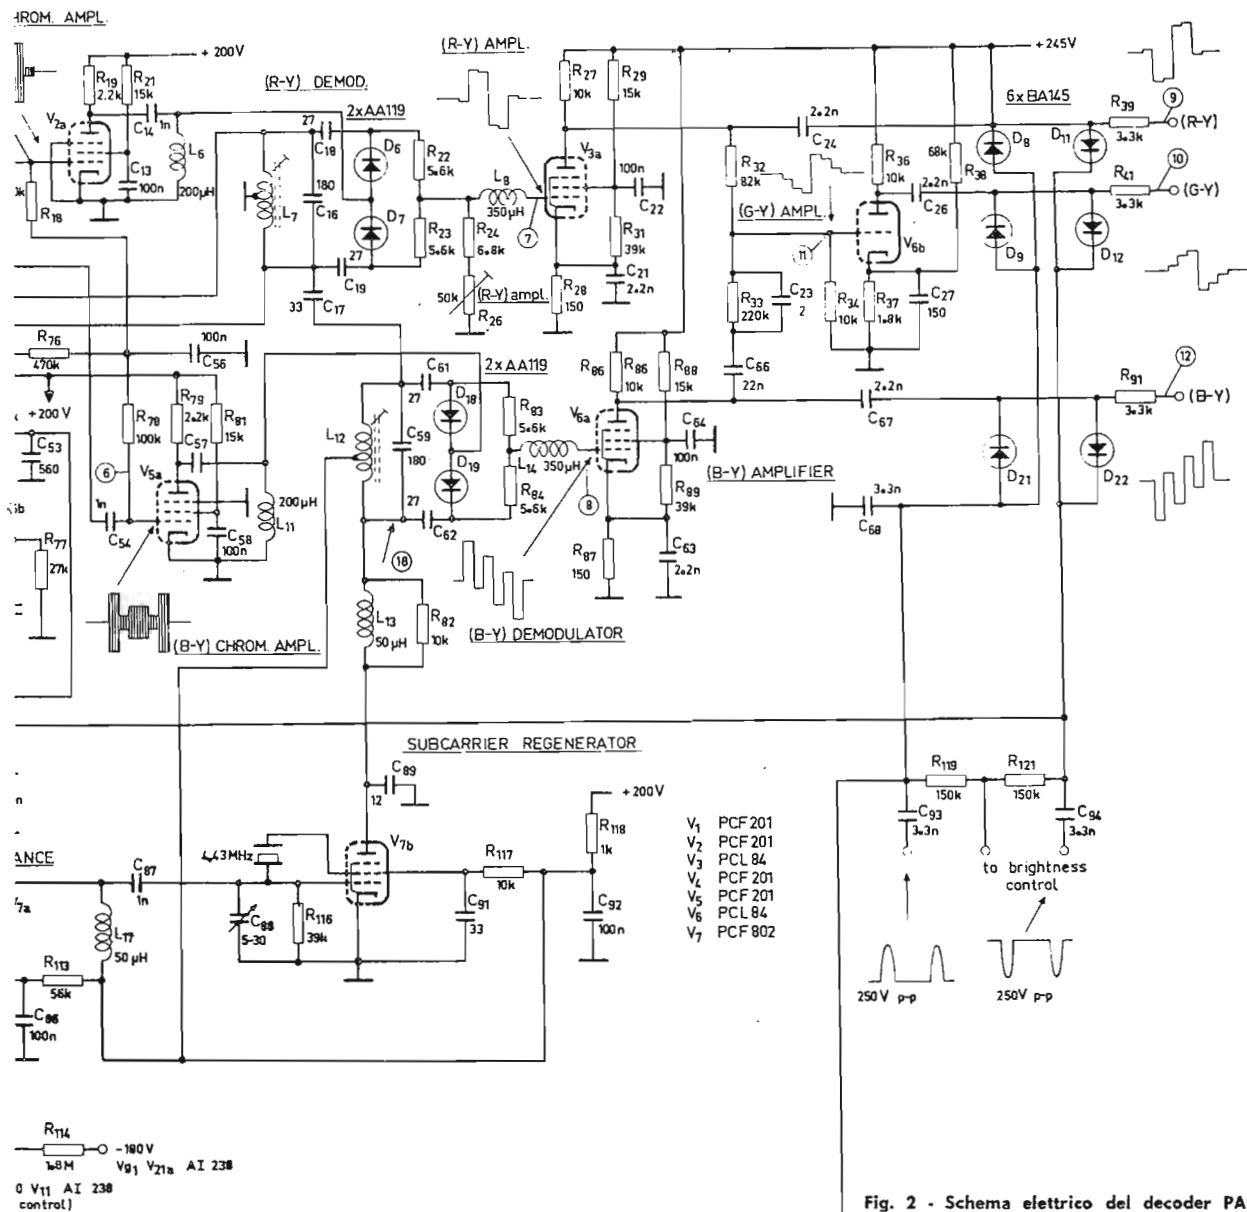 HROM. AMPL.
+ 200V
R19
2.2k
R21
15k
V2a
C14
1n
L6
200µH
C13
100n
0k
R18
(R-Y) DEMOD.
2xAA119
27
C18
D6
180
C16
L7
D7
27
C19
33
C17
R22
5.6k
R23
5.6k
R24
6.8k
50k
R26
(R-Y) ampl.
L8
350µH
7
(R-Y) AMPL.
R27
10k
R29
15k
V3a
100n
C22
R31
39k
C21
2.2n
R28
150
+245V
2.2n
C24
R32
82k
(G-Y) AMPL.
11
R36
10k
68k
R38
2.2n
C26
V6b
R33
220k
C23
2
R34
10k
R37
1.8k
C27
150
C66
22n
6xBA145
D8
D11
D9
D12
R39
3.3k
9
(R-Y)
R41
3.3k
10
(G-Y)
R76
470k
100n
C56
+200 V
C53
560
R78
100k
R79
2.2k
R81
15k
C57
6
V5a
1n
C54
200µH
L11
C58
100n
R77
27k
(B-Y) CHROM. AMPL.
2xAA119
C61
27
L12
C59
180
D18
D19
27
C62
18
R83
5.6k
L14
350µH
R84
5.6k
8
R86
R86
10k
R88
15k
V6a
C64
100n
R89
39k
R87
150
C63
2.2n
(B-Y) AMPLIFIER
2.2n
C67
3.3n
C68
D21
D22
R91
3.3k
12
(B-Y)
L13
50µH
R82
10k
(B-Y) DEMODULATOR
SUBCARRIER REGENERATOR
C89
12
4.43MHz
V7b
R117
10k
+200V
R118
1k
C91
33
C92
100n
ANCE
C87
1n
7a
L17
50µH
C88
5-30
R116
39k
R113
56k
C86
100n
V1 PCF201
V2 PCF201
V3 PCL84
V4 PCF201
V5 PCF201
V6 PCL84
V7 PCF802
R119
150k
R121
150k
C93
3.3n
C94
3.3n
to brightness
control
250V p-p
250V p-p
R114
1.8M
-180V
Vg1 V21a AI 238
0 V11 AI 238
control)
Fig. 2 - Schema elettrico del decoder PA